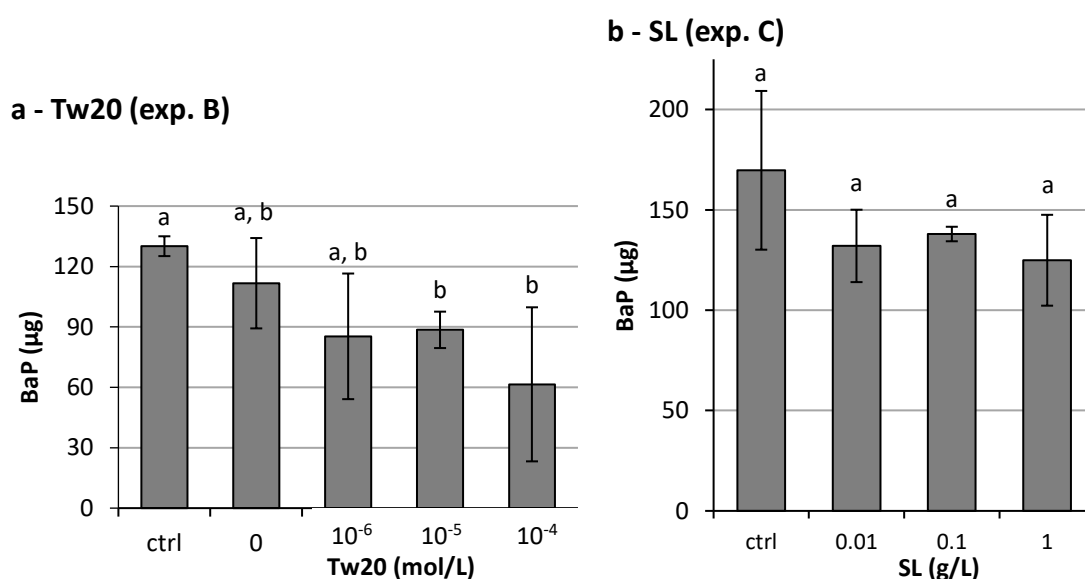 a - Tw20 (exp. B)
BaP (µg)
150
120
90
60
30
0
a
a, b
a, b
b
b
ctrl
0
10⁻⁶
10⁻⁵
10⁻⁴
Tw20 (mol/L)
b - SL (exp. C)
BaP (µg)
200
150
100
50
0
a
a
a
a
ctrl
0.01
0.1
1
SL (g/L)